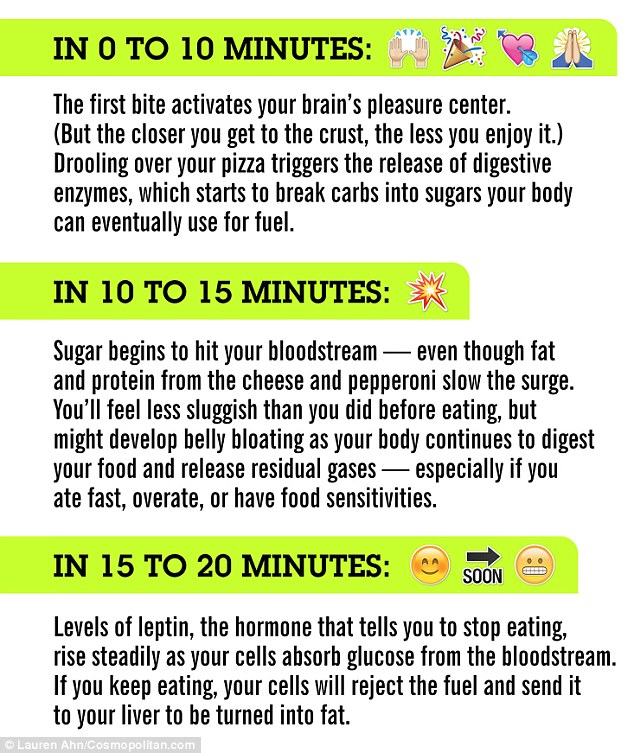 IN 0 TO 10 MINUTES:
The first bite activates your brain's pleasure center.
(But the closer you get to the crust, the less you enjoy it.)
Drooling over your pizza triggers the release of digestive
enzymes, which starts to break carbs into sugars your body
can eventually use for fuel.
IN 10 TO 15 MINUTES:
Sugar begins to hit your bloodstream — even though fat
and protein from the cheese and pepperoni slow the surge.
You'll feel less sluggish than you did before eating, but
might develop belly bloating as your body continues to digest
your food and release residual gases — especially if you
ate fast, overate, or have food sensitivities.
IN 15 TO 20 MINUTES: SOON
Levels of leptin, the hormone that tells you to stop eating,
rise steadily as your cells absorb glucose from the bloodstream.
If you keep eating, your cells will reject the fuel and send it
to your liver to be turned into fat.
© Lauren Ahn/Cosmopolitan.com